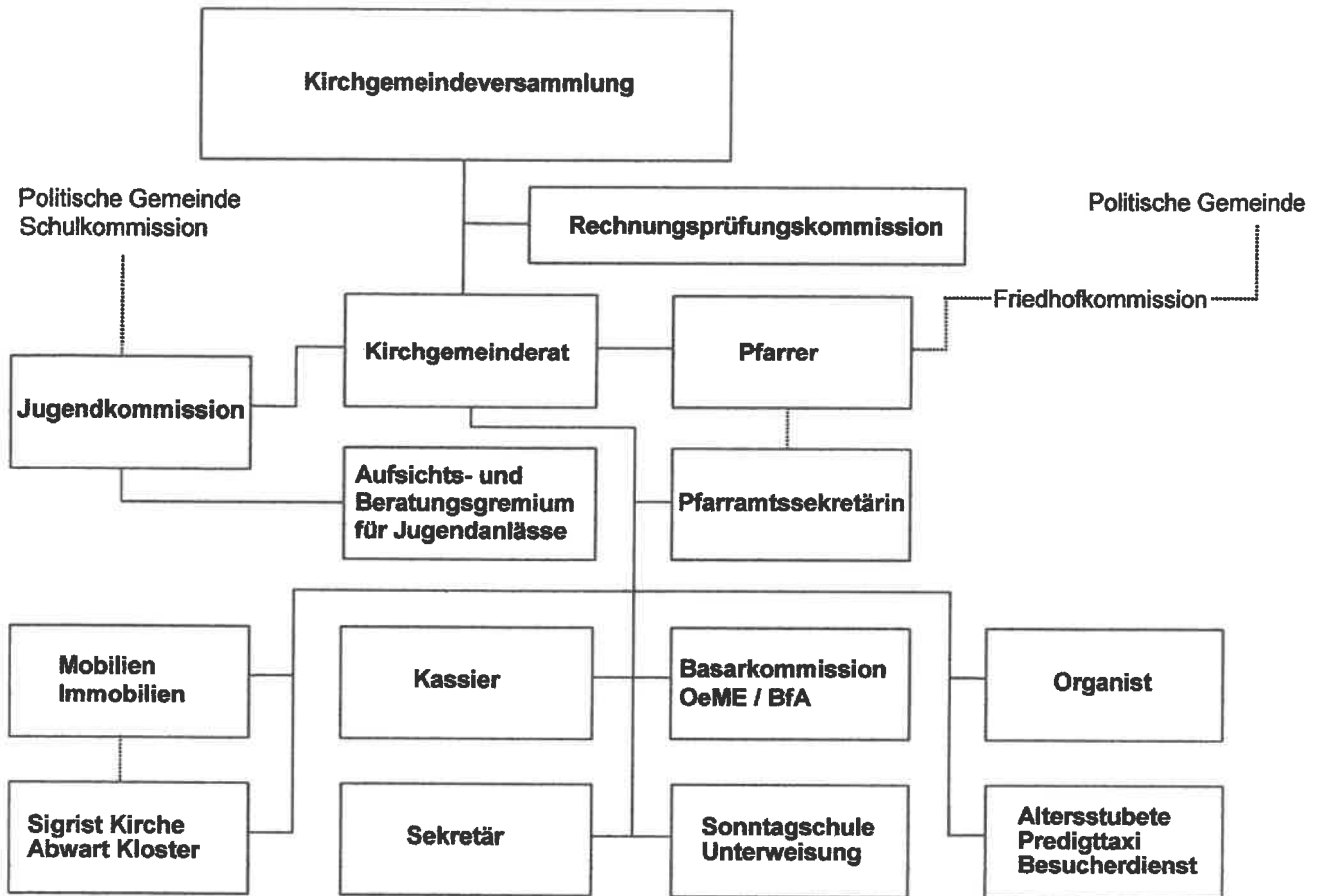 Kirchgemeindeversammlung
Politische Gemeinde
Schulkommission
Rechnungsprüfungskommission
Politische Gemeinde
Friedhofkommission
Jugendkommission
Kirchgemeinderat
Pfarrer
Aufsichts- und
Beratungsgremium
für Jugendanlässe
Pfarramtssekretärin
Mobilien
Immobilien
Kassier
Basarkommission
OeME / BfA
Organist
Sigrist Kirche
Abwart Kloster
Sekretär
Sonntagschule
Unterweisung
Altersstubete
Predigttaxi
Besucherdienst